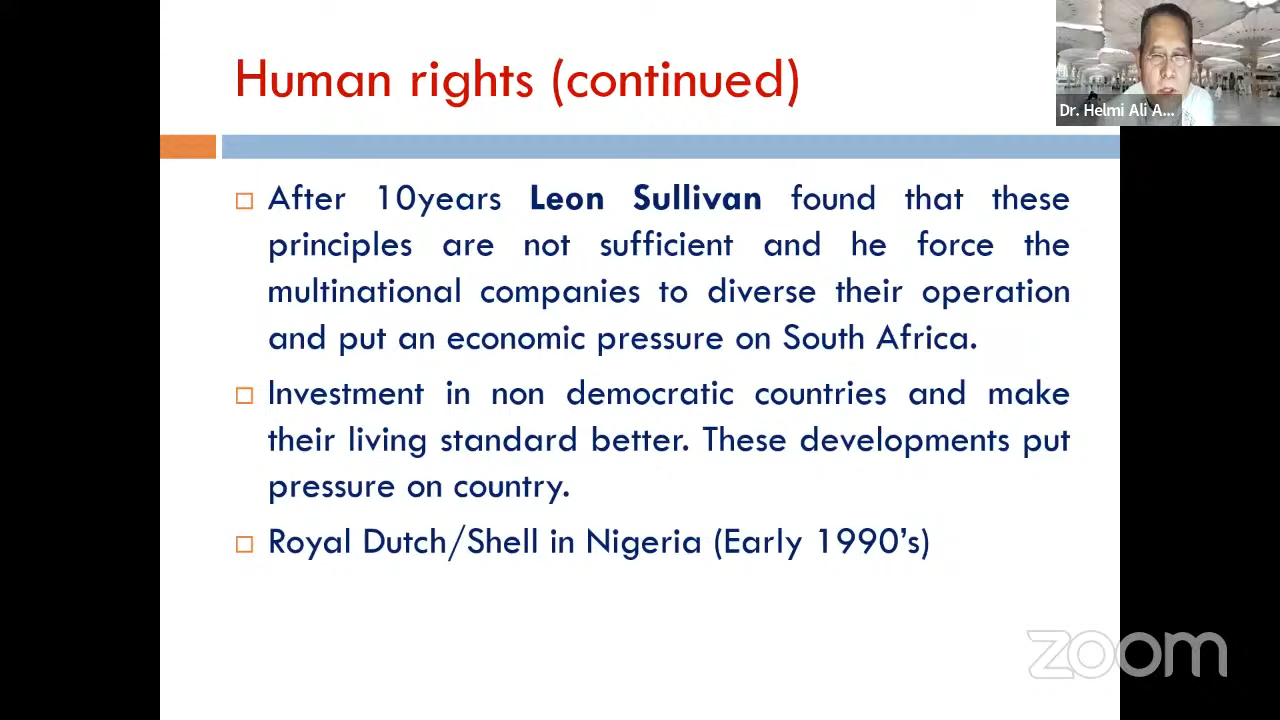 Human rights (continued)
Dr. Helmi Ali A...
After 10years Leon Sullivan found that these
principles are not sufficient and he force the
multinational companies to diverse their operation
and put an economic pressure on South Africa.
Investment in non democratic countries and make
their living standard better. These developments put
pressure on country.
Royal Dutch/Shell in Nigeria (Early 1990’s)
zoom